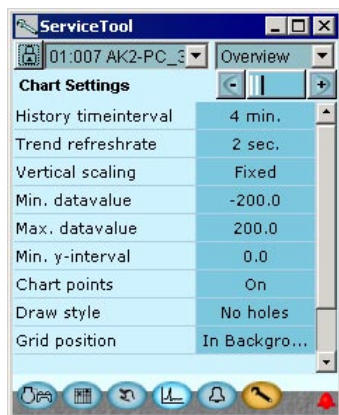 ServiceTool
01:007 AK2-PC_3 Overview
Chart Settings
History timeinterval 4 min.
Trend refreshrate 2 sec.
Vertical scaling Fixed
Min. datavalue -200.0
Max. datavalue 200.0
Min. y-interval 0.0
Chart points On
Draw style No holes
Grid position In Backgro...